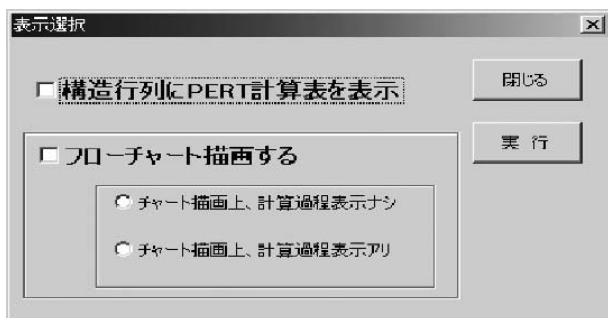 表示選択
構造行列にPERT計算表を表示
閉じる
実 行
フローチャート描画する
チャート描画上、計算過程表示ナシ
チャート描画上、計算過程表示アリ